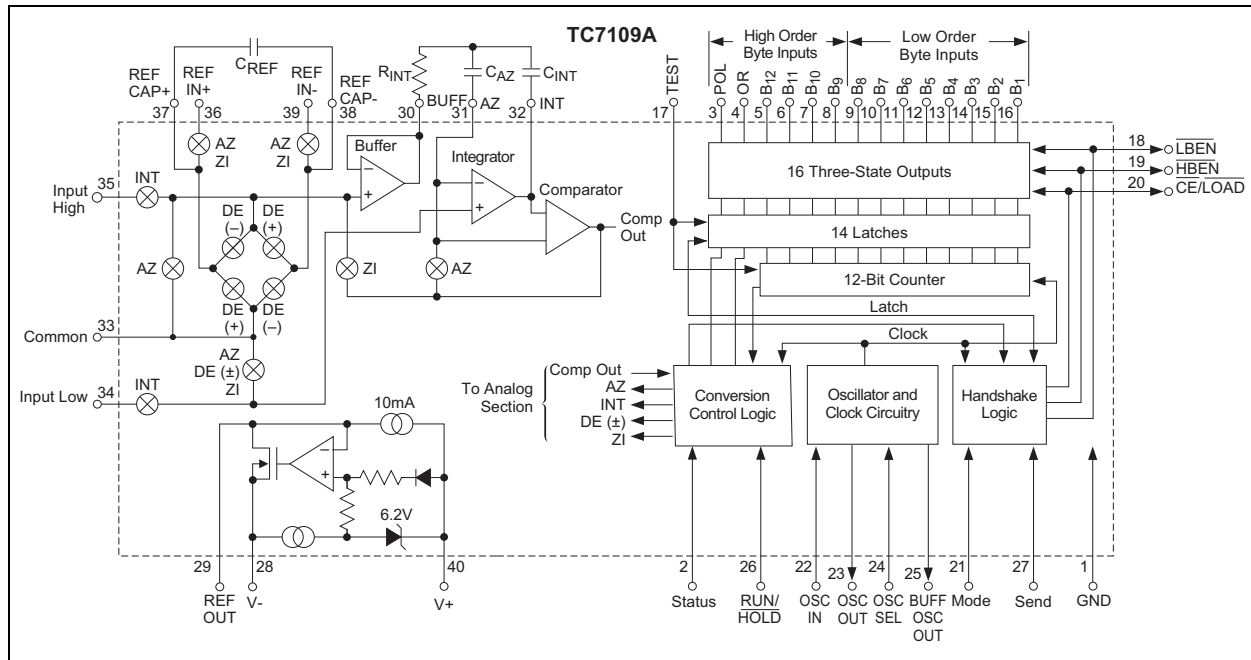 TC7109A
High Order
Byte Inputs
Low Order
Byte Inputs
REF
CAP+
37
REF
IN+
36
CREF
REF
IN-
39
REF
CAP-
38
RINT
30
BUFF
CAZ
31
AZ
CINT
32
INT
TEST
17
POL
3
OR
4
B12
5
B11
6
B10
7
B9
8
B8
9
B7
10
B6
11
B5
12
B4
13
B3
14
B2
15
B1
16
AZ
ZI
AZ
ZI
Buffer
–
+
Integrator
–
+
Comparator
Comp
Out
16 Three-State Outputs
18
LBEN
19
HBEN
20
CE/LOAD
Input
High
35
INT
DE
(–)
DE
(+)
AZ
DE
(+)
DE
(–)
ZI
AZ
14 Latches
12-Bit Counter
Latch
Clock
Common
33
AZ
DE (±)
ZI
Input Low
34
INT
To Analog
Section
Comp Out
AZ
INT
DE (±)
ZI
Conversion
Control Logic
Oscillator and
Clock Circuitry
Handshake
Logic
10mA
–
+
6.2V
29
REF
OUT
28
V-
40
V+
2
Status
26
RUN/
HOLD
22
OSC
IN
23
OSC
OUT
24
OSC
SEL
25
BUFF
OSC
OUT
21
Mode
27
Send
1
GND